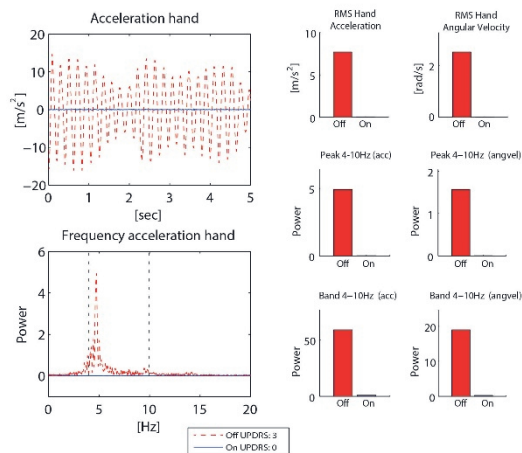 Acceleration hand
20
10
0
−10
−20
[m/s²]
0 1 2 3 4 5
[sec]
Frequency acceleration hand
6
4
2
0
Power
0 5 10 15 20
[Hz]
Off UPDRS: 3
On UPDRS: 0
RMS Hand
Acceleration
10
5
0
[m/s²]
Off On
RMS Hand
Angular Velocity
2
0
[rad/s]
Off On
Peak 4-10Hz (acc)
5
0
Power
Off On
Peak 4−10Hz (angvel)
2
1
0
Power
Off On
Band 4−10Hz (acc)
50
0
Power
Off On
Band 4−10Hz (angvel)
20
10
0
Power
Off On